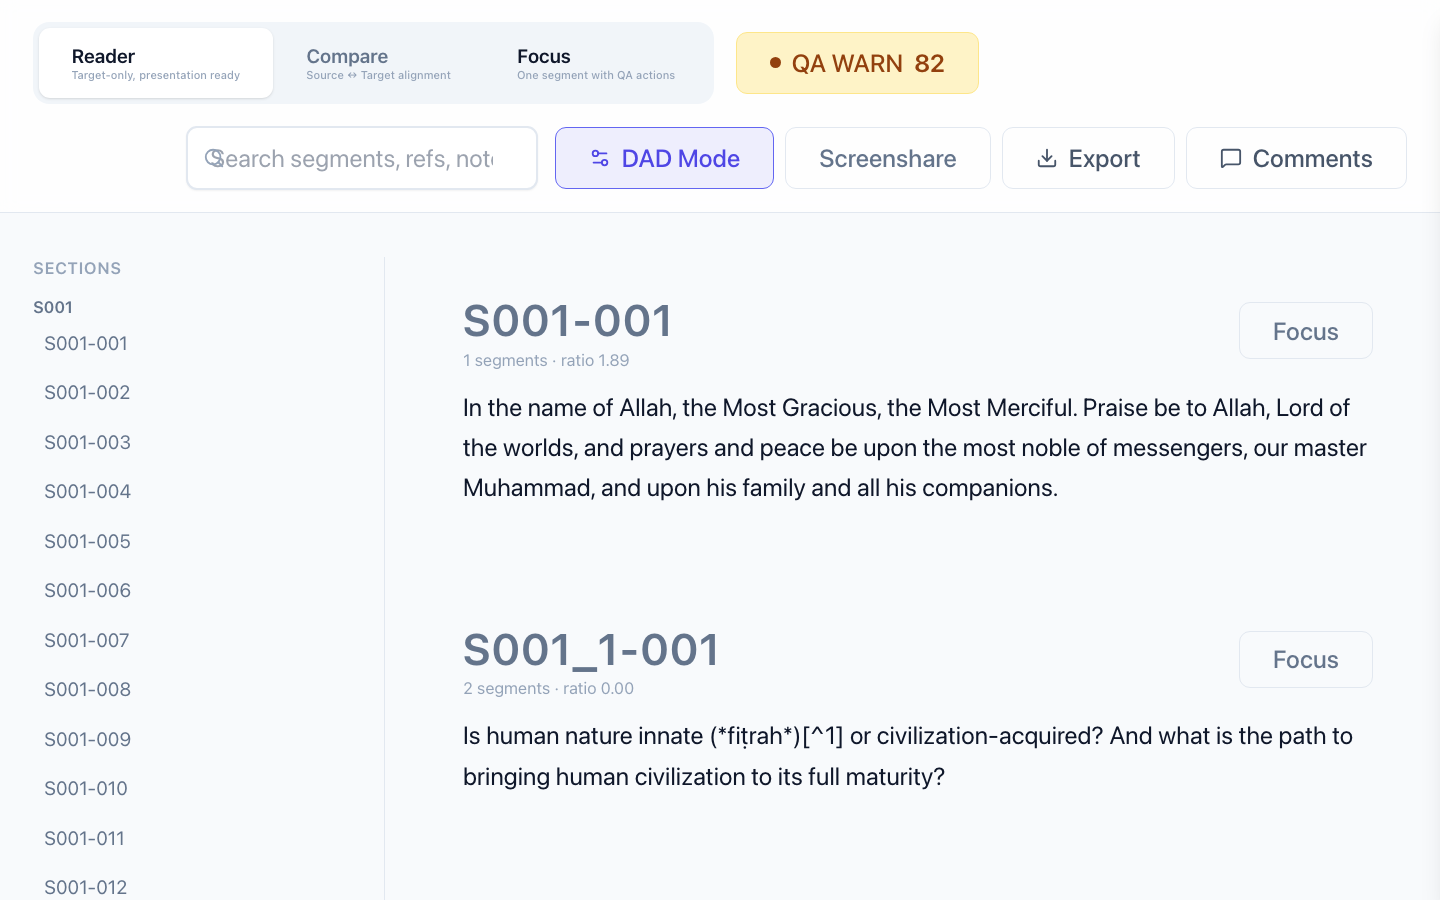 Reader
Target-only, presentation ready
Compare
Source ↔ Target alignment
Focus
One segment with QA actions
QA WARN 82
Search segments, refs, note
DAD Mode
Screenshare
Export
Comments
SECTIONS
S001
S001-001
S001-002
S001-003
S001-004
S001-005
S001-006
S001-007
S001-008
S001-009
S001-010
S001-011
S001-012
S001-001
Focus
1 segments · ratio 1.89
In the name of Allah, the Most Gracious, the Most Merciful. Praise be to Allah, Lord of
the worlds, and prayers and peace be upon the most noble of messengers, our master
Muhammad, and upon his family and all his companions.
S001_1-001
Focus
2 segments · ratio 0.00
Is human nature innate (*fiṭrah*)[^1] or civilization-acquired? And what is the path to
bringing human civilization to its full maturity?